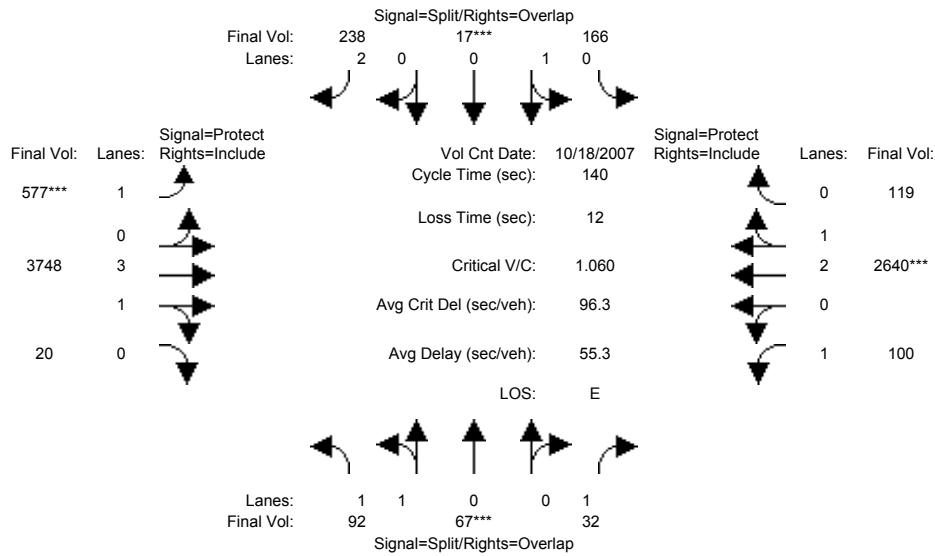 Signal=Split/Rights=Overlap
Final Vol: 238 17*** 166
Lanes: 2 0 0 1 0
Signal=Protect
Final Vol: Lanes: Rights=Include
Vol Cnt Date: 10/18/2007
Signal=Protect
Rights=Include Lanes: Final Vol:
Cycle Time (sec): 140
577*** 1
0 119
Loss Time (sec): 12
0
1
3748 3
Critical V/C: 1.060
2 2640***
1
Avg Crit Del (sec/veh): 96.3
0
20 0
Avg Delay (sec/veh): 55.3
1 100
LOS: E
Lanes: 1 1 0 0 1
Final Vol: 92 67*** 32
Signal=Split/Rights=Overlap